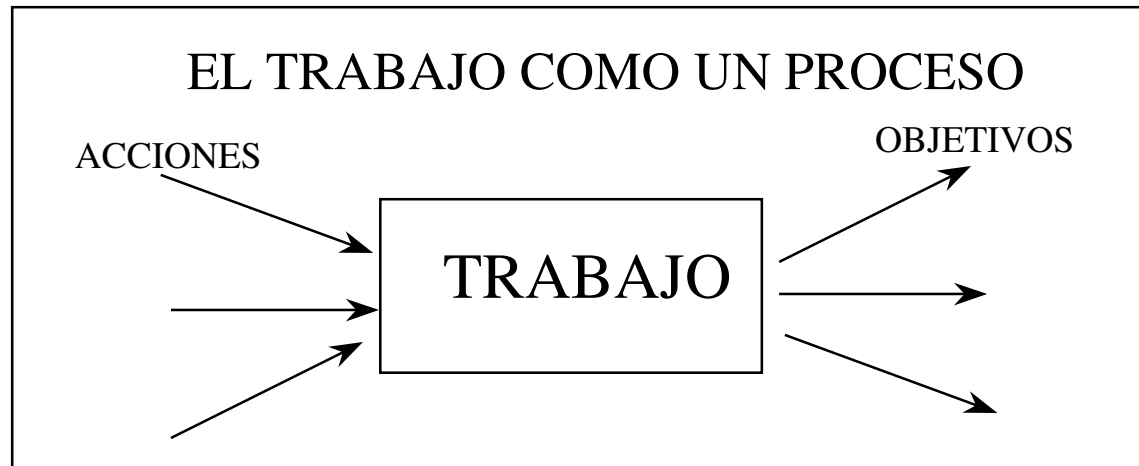 EL TRABAJO COMO UN PROCESO
ACCIONES
OBJETIVOS
TRABAJO